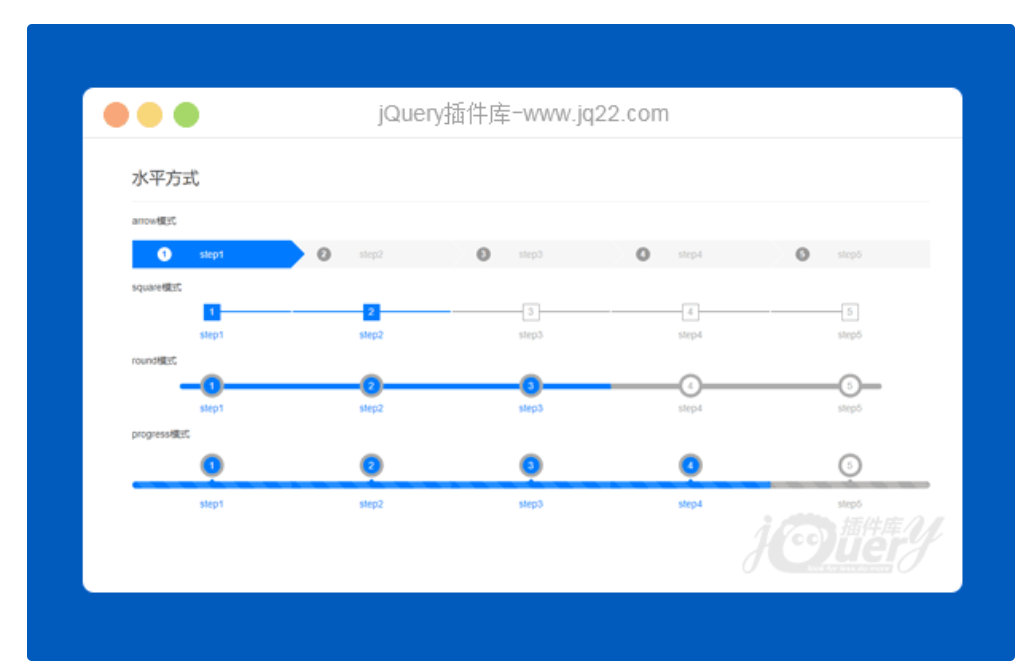 jQuery插件库-www.jq22.com
水平方式
arrow模式
1 step1 2 step2 3 step3 4 step4 5 step5
square模式
1 2 3 4 5
step1 step2 step3 step4 step5
round模式
1 2 3 4 5
step1 step2 step3 step4 step5
progress模式
1 2 3 4 5
step1 step2 step3 step4 step5
jQuery 插件库